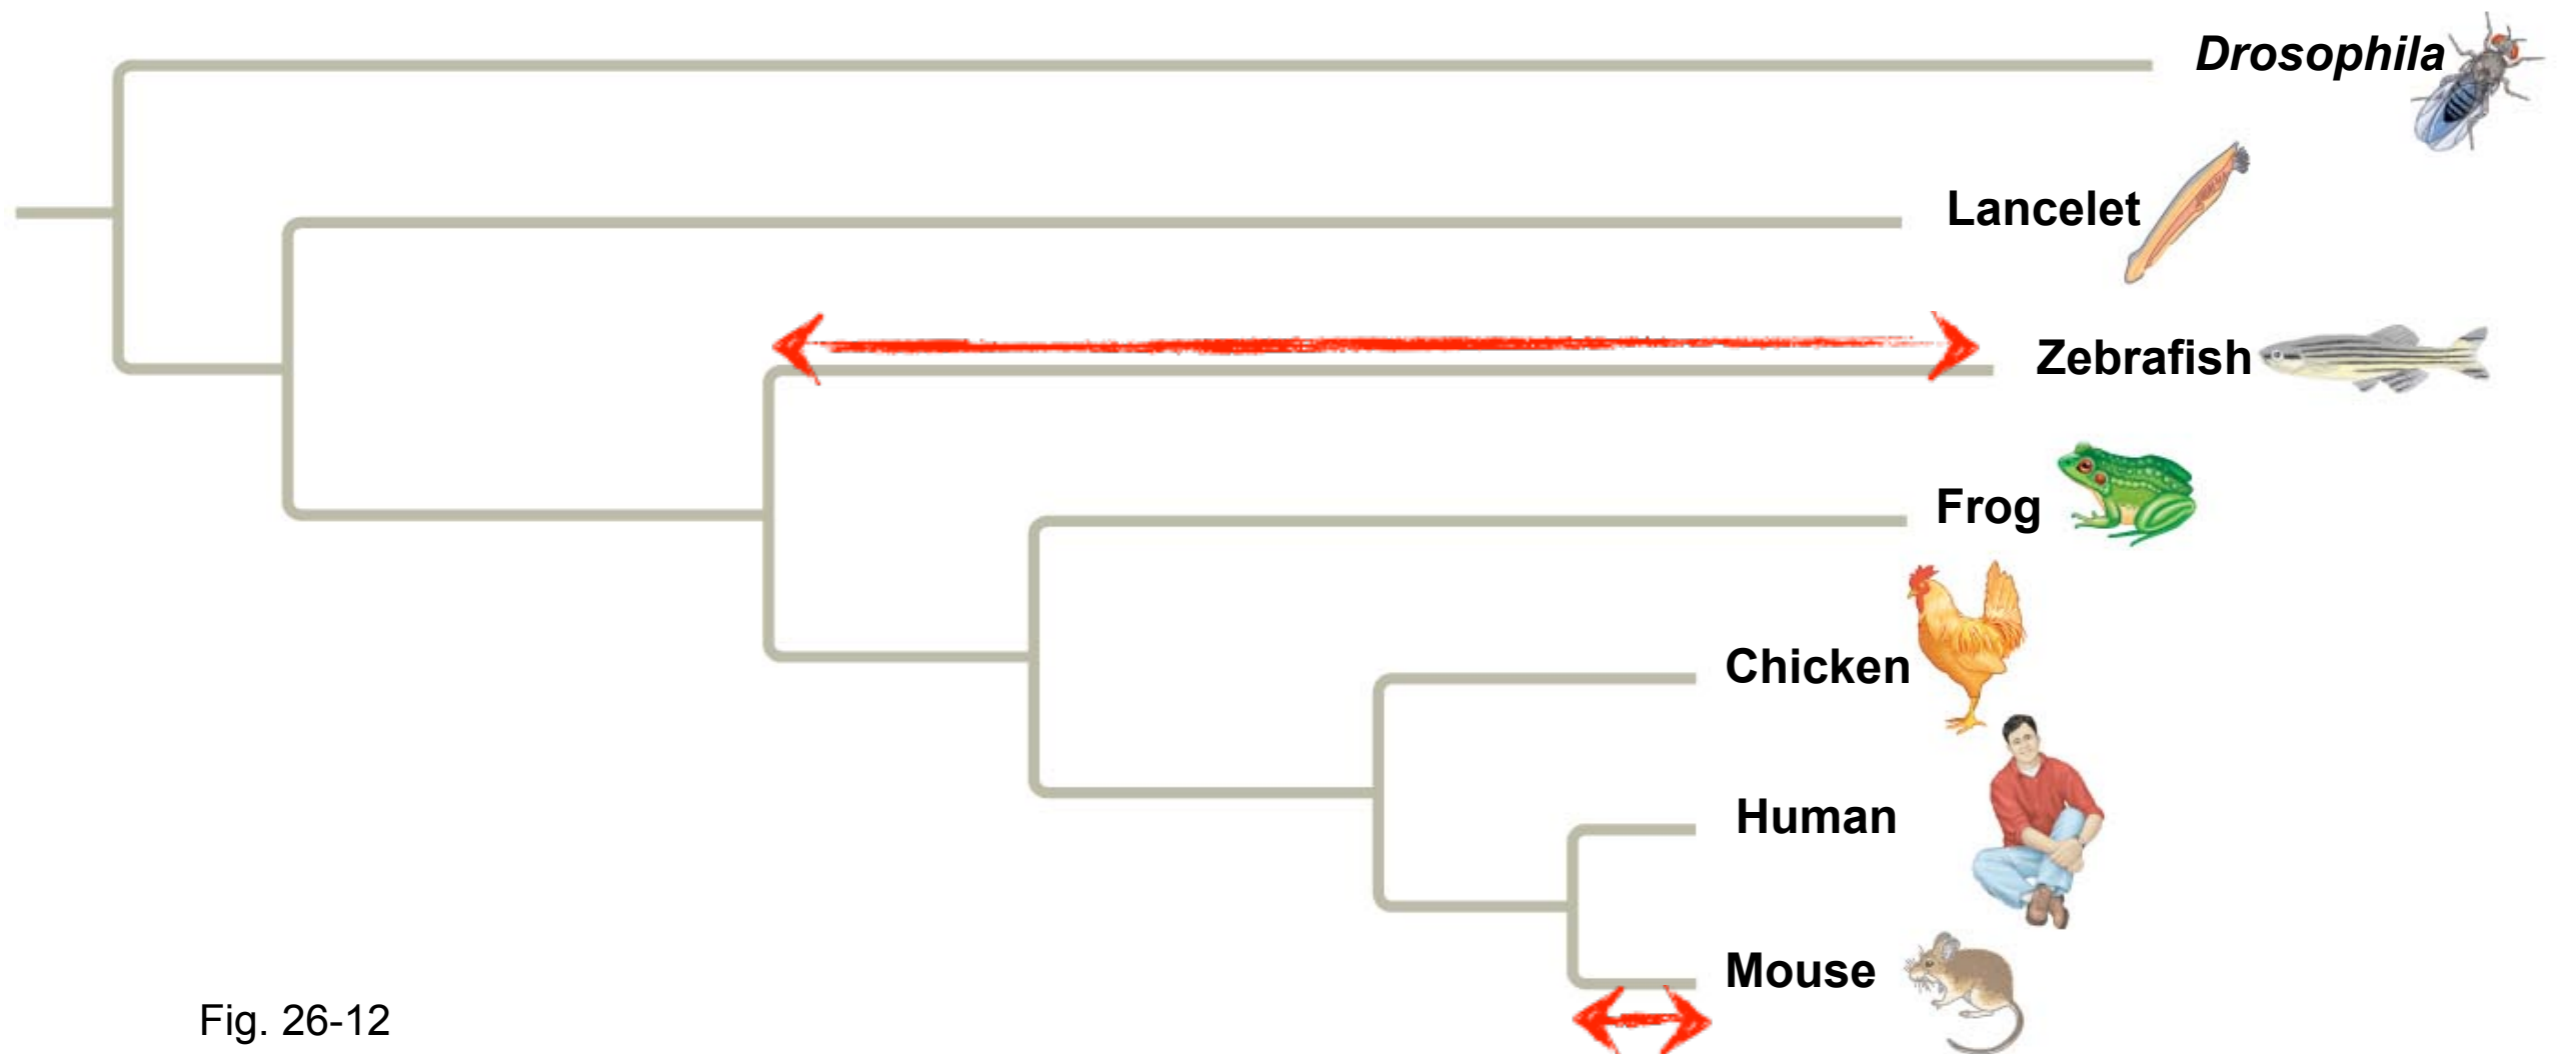 Drosophila
Lancelet
Zebrafish
Frog
Chicken
Human
Mouse
Fig. 26-12